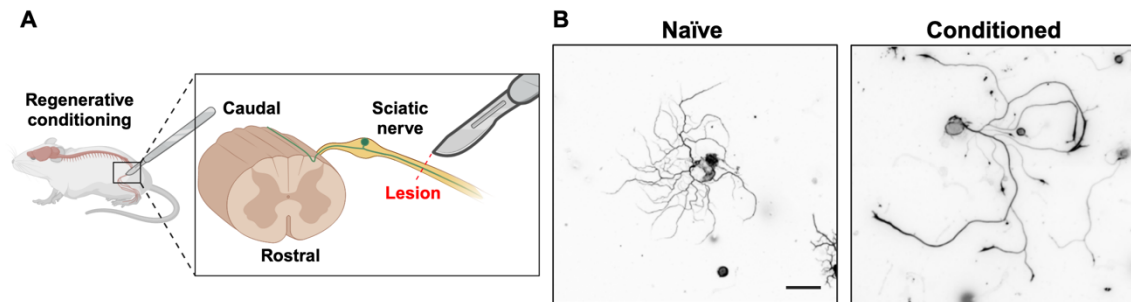 A
Regenerative
conditioning
Caudal
Sciatic
nerve
Lesion
Rostral
B
Naïve
Conditioned